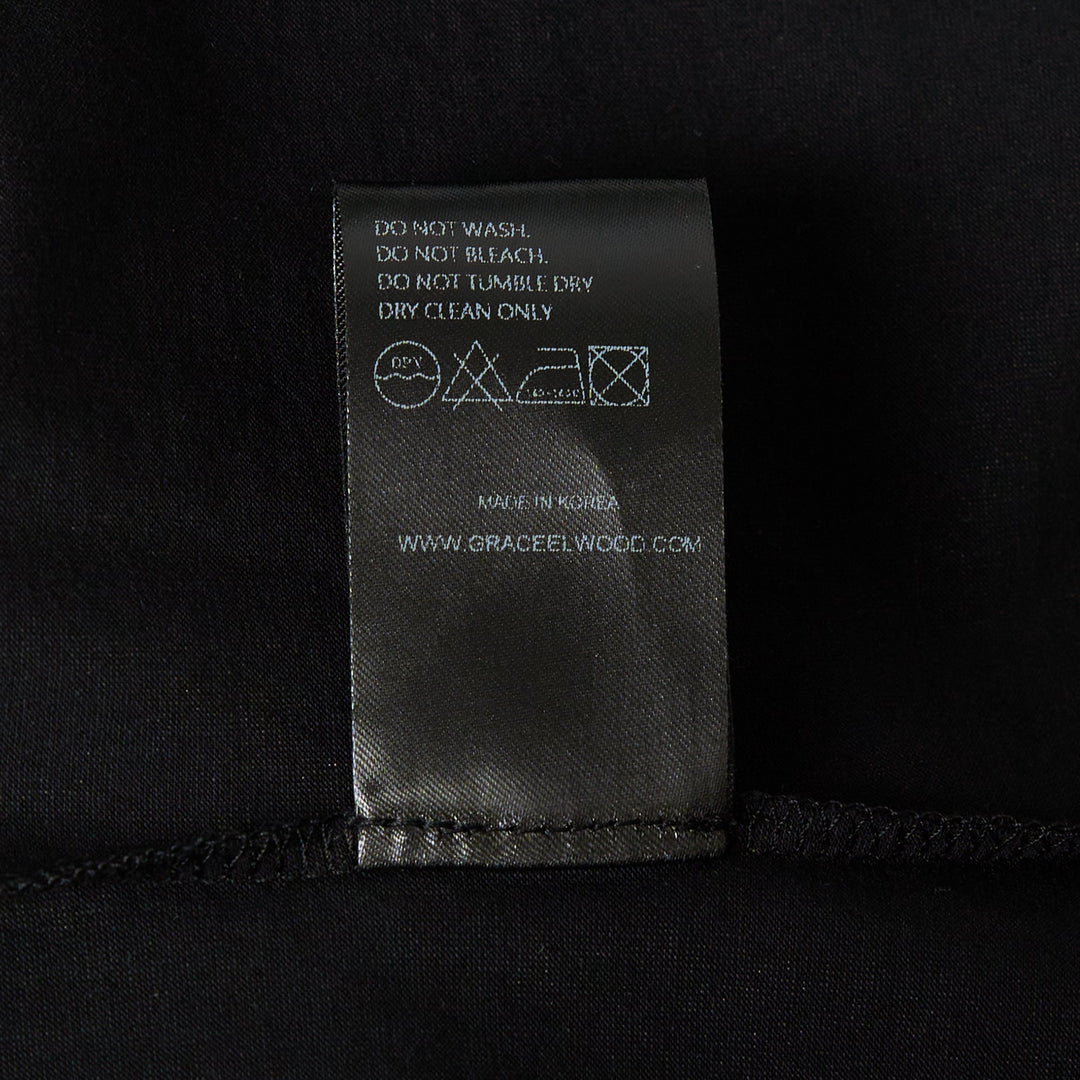 DO NOT WASH.
DO NOT BLEACH.
DO NOT TUMBLE DRY
DRY CLEAN ONLY
DRY
MADE IN KOREA
WWW.GRACEELWOOD.COM